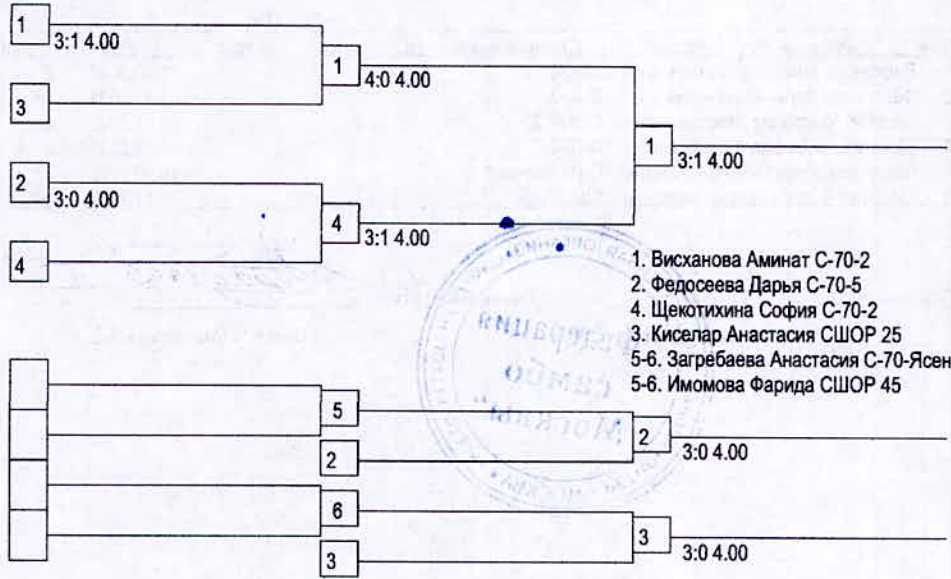 1
3:1 4.00
1
3
4:0 4.00
1
3:1 4.00
2
3:0 4.00
4
3:1 4.00
4
1. Висханова Аминат С-70-2
2. Федосеева Дарья С-70-5
4. Щекотихина София С-70-2
3. Киселар Анастасия СШОР 25
5-6. Загребаева Анастасия С-70-Ясен
5-6. Имомова Фарида СШОР 45
Федерация
самбо
Москвы
5
2
3:0 4.00
2
6
3
3:0 4.00
3